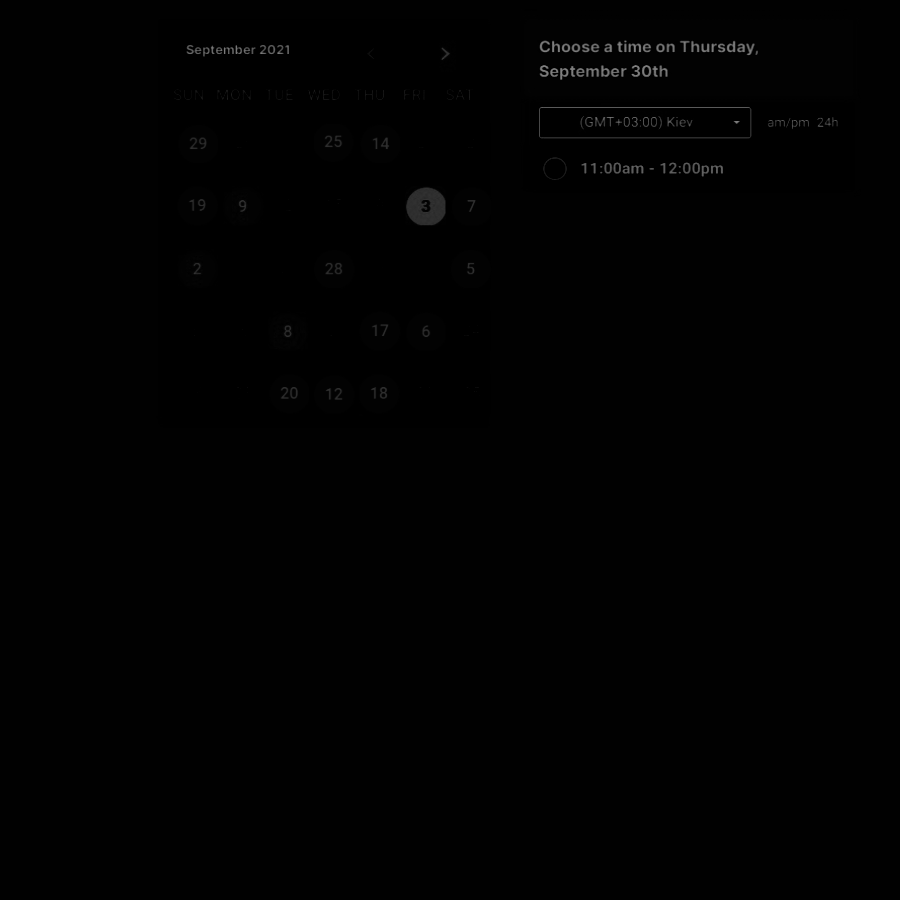 September 2021
SUN MON TUE WED THU FRI SAT
29 25 14
19 9 3 7
2 28 5
8 17 6
20 12 18
Choose a time on Thursday,
September 30th
(GMT+03:00) Kiev
am/pm 24h
11:00am - 12:00pm